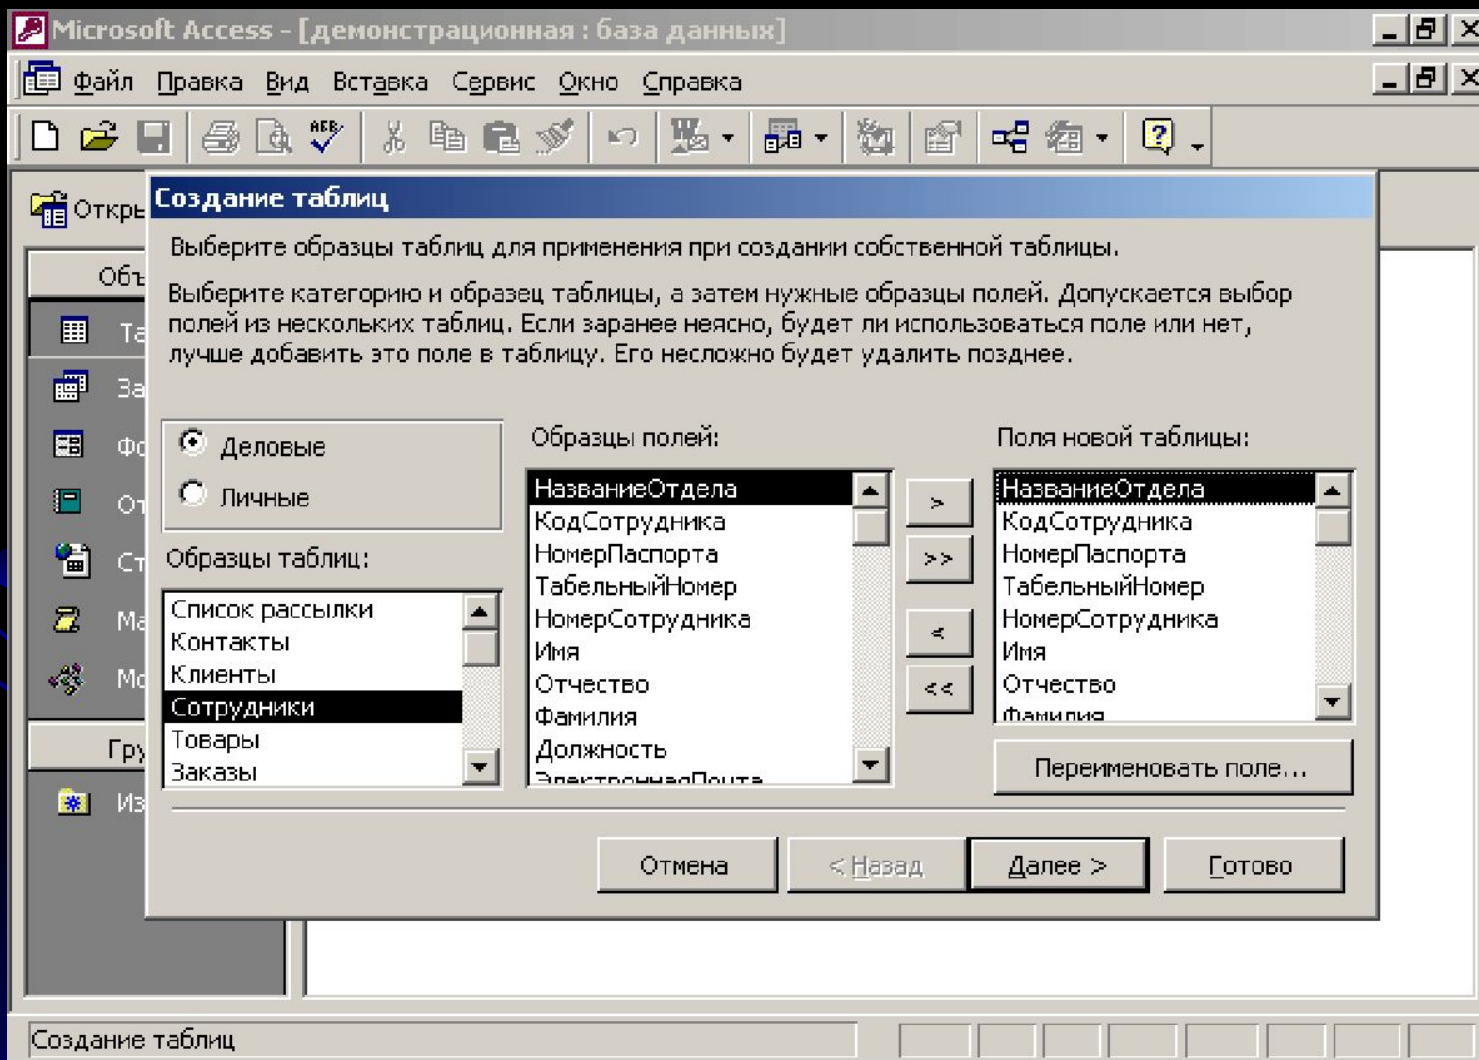 Microsoft Access - [демонстрационная : база данных]
Файл Правка Вид Вставка Сервис Окно Справка
Создание таблиц
Выберите образцы таблиц для применения при создании собственной таблицы.
Выберите категорию и образец таблицы, а затем нужные образцы полей. Допускается выбор
полей из нескольких таблиц. Если заранее неясно, будет ли использоваться поле или нет,
лучше добавить это поле в таблицу. Его несложно будет удалить позднее.
Деловые
Личные
Образцы таблиц:
Список рассылки
Контакты
Клиенты
Сотрудники
Товары
Заказы
Образцы полей:
НазваниеОтдела
КодСотрудника
НомерПаспорта
ТабельныйНомер
НомерСотрудника
Имя
Отчество
Фамилия
Должность
ЭлектроннаяПочта
>
>>
<
<<
Поля новой таблицы:
НазваниеОтдела
КодСотрудника
НомерПаспорта
ТабельныйНомер
НомерСотрудника
Имя
Отчество
Фамилия
Переименовать поле...
Отмена
< Назад
Далее >
Готово
Создание таблиц